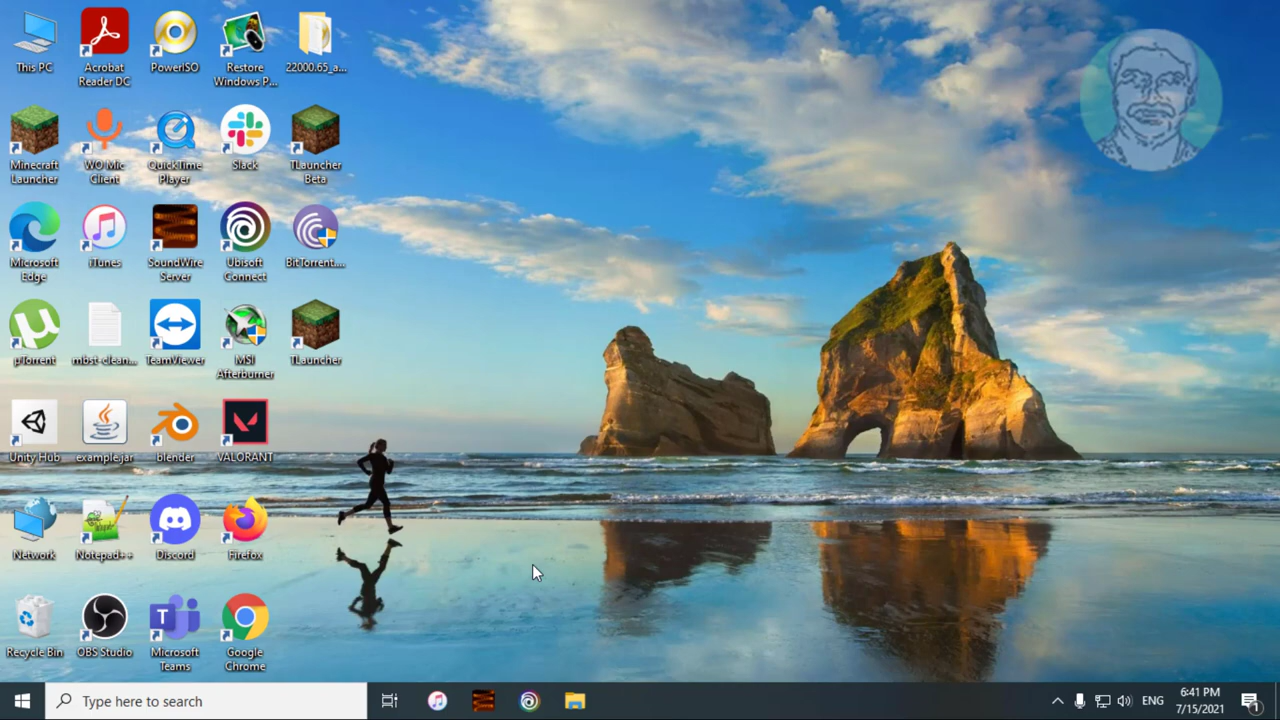 This PC
Acrobat
Reader DC
PowerISO
Restore
Windows P...
22000.65_a...
Minecraft
Launcher
WO Mic
Client
QuickTime
Player
Slack
TLauncher
Beta
Microsoft
Edge
iTunes
SoundWire
Server
Ubisoft
Connect
BitTorrent....
µTorrent
mbst-clean...
TeamViewer
MSI
Afterburner
TLauncher
Unity Hub
example.jar
blender
VALORANT
Network
Notepad++
Discord
Firefox
Recycle Bin
OBS Studio
Microsoft
Teams
Google
Chrome
Type here to search
ENG
6:41 PM
7/15/2021
1